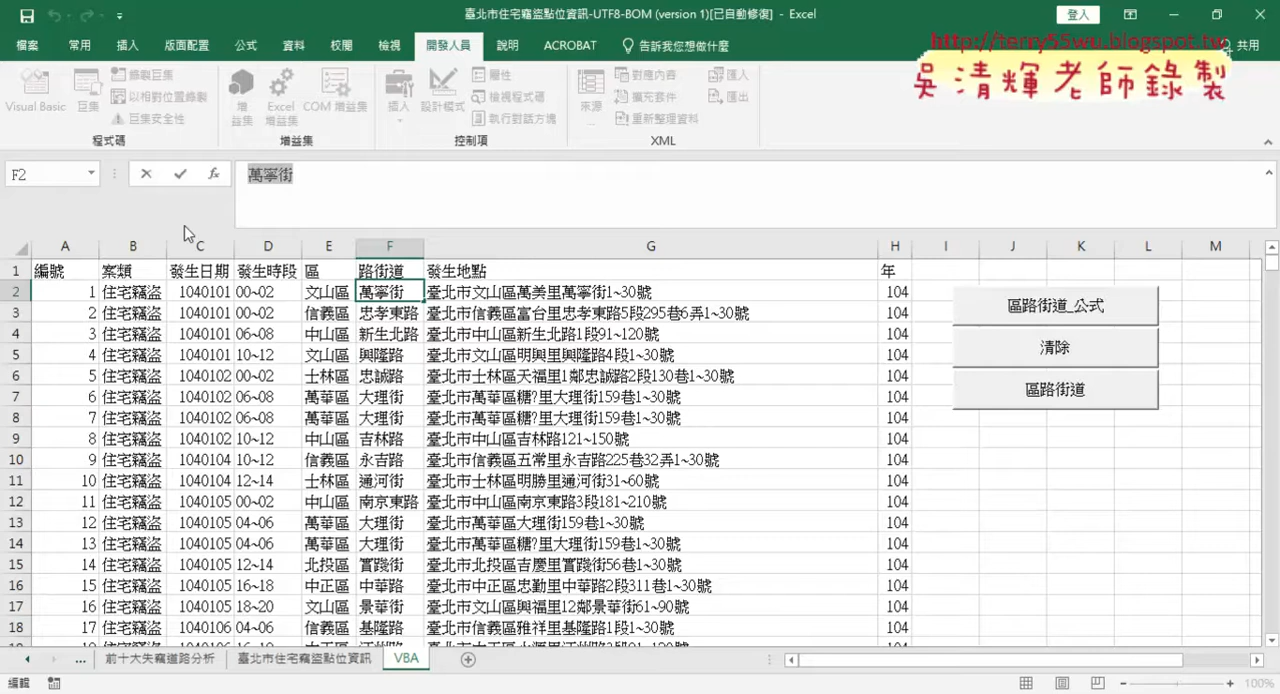 臺北市住宅竊盜點位資訊-UTF8-BOM (version 1)[已自動修復] - Excel
登入
檔案 常用 插入 版面配置 公式 資料 校閱 檢視 開發人員 說明 ACROBAT 告訴我您想做什麼 共用
http://terry55wu.blogspot.tw
吳清輝老師錄製
Visual Basic 巨集 錄製巨集 以相對位置錄製 巨集安全性
增益集 Excel 增益集 COM 增益集
插入 設計模式 屬性 檢視程式碼 執行對話方塊
來源 對應內容 擴充套件 重新整理資料 匯入 匯出
程式碼 增益集 控制項 XML
F2 fx 萬寧街
A B C D E F G H I J K L M
1 編號 案類 發生日期 發生時段 區 路街道 發生地點 年
2 1 住宅竊盜 1040101 00~02 文山區 萬寧街 臺北市文山區萬美里萬寧街1~30號 104
3 2 住宅竊盜 1040101 00~02 信義區 忠孝東路 臺北市信義區富台里忠孝東路5段295巷6弄1~30號 104
4 3 住宅竊盜 1040101 06~08 中山區 新生北路 臺北市中山區新生北路1段91~120號 104
5 4 住宅竊盜 1040101 10~12 文山區 興隆路 臺北市文山區明興里興隆路4段1~30號 104
6 5 住宅竊盜 1040102 00~02 士林區 忠誠路 臺北市士林區天福里1鄰忠誠路2段130巷1~30號 104
7 6 住宅竊盜 1040102 06~08 萬華區 大理街 臺北市萬華區糖?里大理街159巷1~30號 104
8 7 住宅竊盜 1040102 06~08 萬華區 大理街 臺北市萬華區糖?里大理街159巷1~30號 104
9 8 住宅竊盜 1040102 10~12 中山區 吉林路 臺北市中山區吉林路121~150號 104
10 9 住宅竊盜 1040104 10~12 信義區 永吉路 臺北市信義區五常里永吉路225巷32弄1~30號 104
11 10 住宅竊盜 1040104 12~14 士林區 通河街 臺北市士林區明勝里通河街31~60號 104
12 11 住宅竊盜 1040105 00~02 中山區 南京東路 臺北市中山區南京東路3段181~210號 104
13 12 住宅竊盜 1040105 04~06 萬華區 大理街 臺北市萬華區大理街159巷1~30號 104
14 13 住宅竊盜 1040105 04~06 萬華區 大理街 臺北市萬華區糖?里大理街159巷1~30號 104
15 14 住宅竊盜 1040105 12~14 北投區 實踐街 臺北市北投區吉慶里實踐街56巷1~30號 104
16 15 住宅竊盜 1040105 16~18 中正區 中華路 臺北市中正區忠勤里中華路2段311巷1~30號 104
17 16 住宅竊盜 1040105 18~20 文山區 景華街 臺北市文山區興福里12鄰景華街61~90號 104
18 17 住宅竊盜 1040106 04~06 信義區 基隆路 臺北市信義區雅祥里基隆路1段1~30號 104
區路街道_公式
清除
區路街道
... 前十大失竊道路分析 臺北市住宅竊盜點位資訊 VBA
編輯 100%